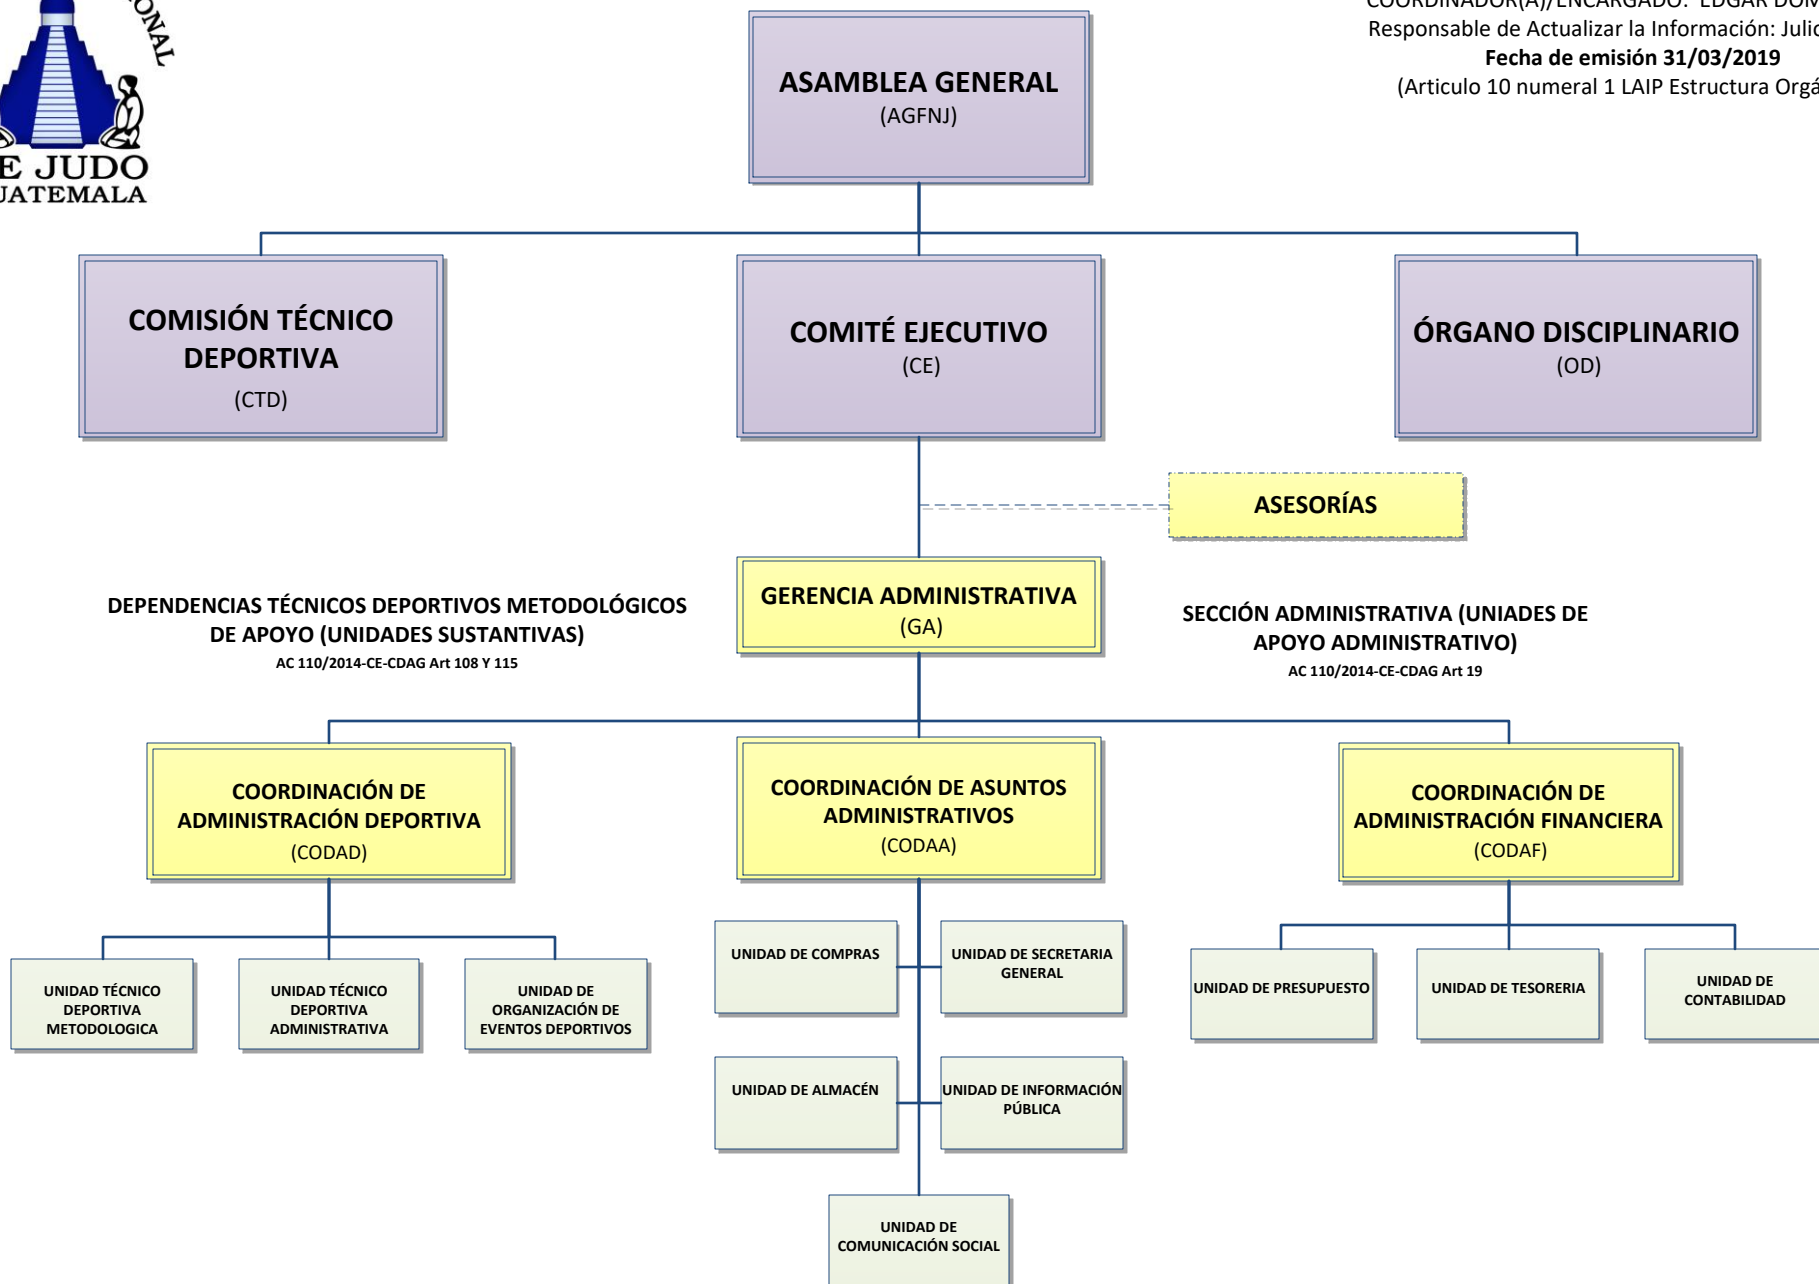 COORDINADOR(A)/ENCARGADO: EDGAR
Responsable de Actualizar la Información:
Fecha de emisión 31/03/2019
(Articulo 10 numeral 1 LAIP Estructura
JUDO
ASAMBLEA GENERAL
(AGFNJ)
COMISIÓN TÉCNICO
DEPORTIVA
(CTD)
COMITÉ EJECUTIVO
(CE)
ÓRGANO DISCIPLINARIO
(OD)
ASESORÍAS
GERENCIA ADMINISTRATIVA
(GA)
DEPENDENCIAS TÉCNICOS DEPORTIVOS METODOLÓGICOS
DE APOYO (UNIDADES SUSTANTIVAS)
AC 110/2014-CE-CDAG Art 108 Y 115
SECCIÓN ADMINISTRATIVA (UNIADES DE
APOYO ADMINISTRATIVO)
AC 110/2014-CE-CDAG Art 19
COORDINACIÓN DE
ADMINISTRACIÓN DEPORTIVA
(CODAD)
COORDINACIÓN DE ASUNTOS
ADMINISTRATIVOS
(CODAA)
COORDINACIÓN DE
ADMINISTRACIÓN FINANCIERA
(CODAF)
UNIDAD TÉCNICO
DEPORTIVA
METODOLOGICA
UNIDAD TÉCNICO
DEPORTIVA
ADMINISTRATIVA
UNIDAD DE
ORGANIZACIÓN DE
EVENTOS DEPORTIVOS
UNIDAD DE COMPRAS
UNIDAD DE SECRETARIA
GENERAL
UNIDAD DE ALMACÉN
UNIDAD DE INFORMACIÓN
PÚBLICA
UNIDAD DE
COMUNICACIÓN SOCIAL
UNIDAD DE PRESUPUESTO
UNIDAD DE TESORERIA
UNIDAD DE
CONTABILIDAD